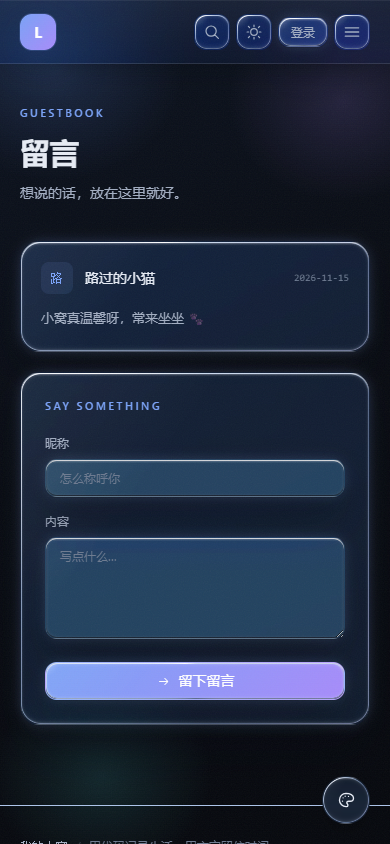 L
登录
GUESTBOOK
留言
想说的话，放在这里就好。
路 路过的小猫 2026-11-15
小窝真温馨呀，常来坐坐 🐾
SAY SOMETHING
昵称
怎么称呼你
内容
写点什么...
→ 留下留言